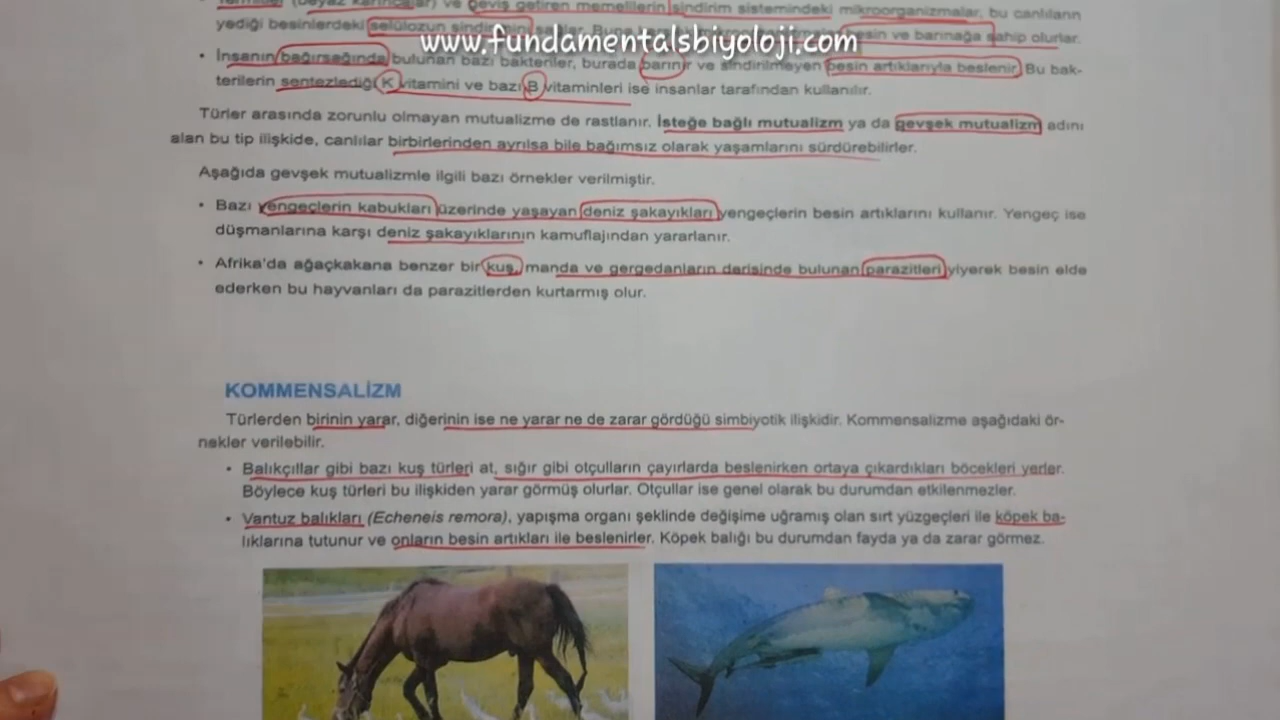 Termitler (beyaz karıncalar) ve geviş getiren memelilerin sindirim sistemindeki mikroorganizmalar, bu canlıların
yediği besinlerdeki selülozun sindirimini besin ve barınağa sahip olurlar.
www.fundamentalsbiyoloji.com
• İnsanın bağırsağında bulunan bazı bakteriler, burada barınır ve sindirilmeyen besin artıklarıyla beslenir. Bu bak-
terilerin sentezlediği K vitamini ve bazı B vitaminleri ise insanlar tarafından kullanılır.
Türler arasında zorunlu olmayan mutualizme de rastlanır. İsteğe bağlı mutualizm ya da gevşek mutualizm adını
alan bu tip ilişkide, canlılar birbirlerinden ayrılsa bile bağımsız olarak yaşamlarını sürdürebilirler.
Aşağıda gevşek mutualizmle ilgili bazı örnekler verilmiştir.
• Bazı yengeçlerin kabukları üzerinde yaşayan deniz şakayıkları yengeçlerin besin artıklarını kullanır. Yengeç ise
düşmanlarına karşı deniz şakayıklarının kamuflajından yararlanır.
• Afrika'da ağaçkakana benzer bir kuş, manda ve gergedanların derisinde bulunan parazitleri yiyerek besin elde
ederken bu hayvanları da parazitlerden kurtarmış olur.
KOMMENSALİZM
Türlerden birinin yarar, diğerinin ise ne yarar ne de zarar gördüğü simbiyotik ilişkidir. Kommensalizme aşağıdaki ör-
nekler verilebilir.
• Balıkçıllar gibi bazı kuş türleri at, sığır gibi otçulların çayırlarda beslenirken ortaya çıkardıkları böcekleri yerler.
Böylece kuş türleri bu ilişkiden yarar görmüş olurlar. Otçullar ise genel olarak bu durumdan etkilenmezler.
• Vantuz balıkları (Echeneis remora), yapışma organı şeklinde değişime uğramış olan sırt yüzgeçleri ile köpek ba-
lıklarına tutunur ve onların besin artıkları ile beslenirler. Köpek balığı bu durumdan fayda ya da zarar görmez.